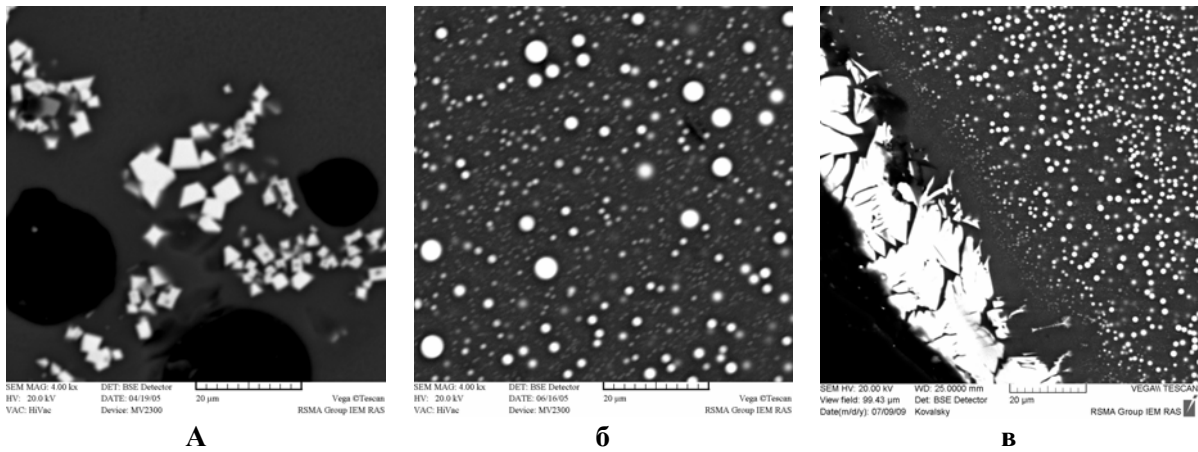 SEM MAG: 4.00 kx DET: BSE Detector
HV: 20.0 kV DATE: 04/19/05 20 µm Vega ©Tescan
VAC: HiVac Device: MV2300 RSMA Group IEM RAS
А
SEM MAG: 4.00 kx DET: BSE Detector
HV: 20.0 kV DATE: 06/16/05 20 µm Vega ©Tescan
VAC: HiVac Device: MV2300 RSMA Group IEM RAS
б
SEM HV: 20.00 kV WD: 25.0000 mm VEGA\\ TESCAN
View field: 99.43 µm Det: BSE Detector 20 µm
Date(m/d/y): 07/09/09 Kovalsky RSMA Group IEM RAS
в